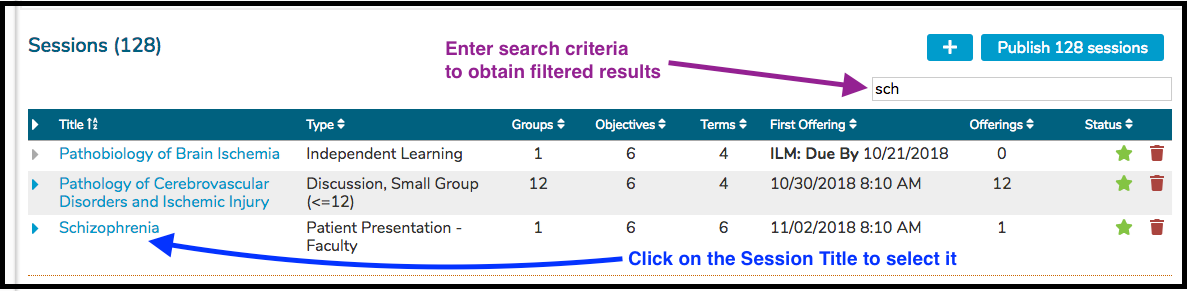 Sessions (128)
Enter search criteria
to obtain filtered results
+ Publish 128 sessions
sch
Title Type Groups Objectives Terms First Offering Offerings Status
Pathobiology of Brain Ischemia Independent Learning 1 6 4 ILM: Due By 10/21/2018 0
Pathology of Cerebrovascular Discussion, Small Group 12 6 4 10/30/2018 8:10 AM 12
Disorders and Ischemic Injury (<=12)
Schizophrenia Patient Presentation - 1 6 6 11/02/2018 8:10 AM 1
Faculty
Click on the Session Title to select it